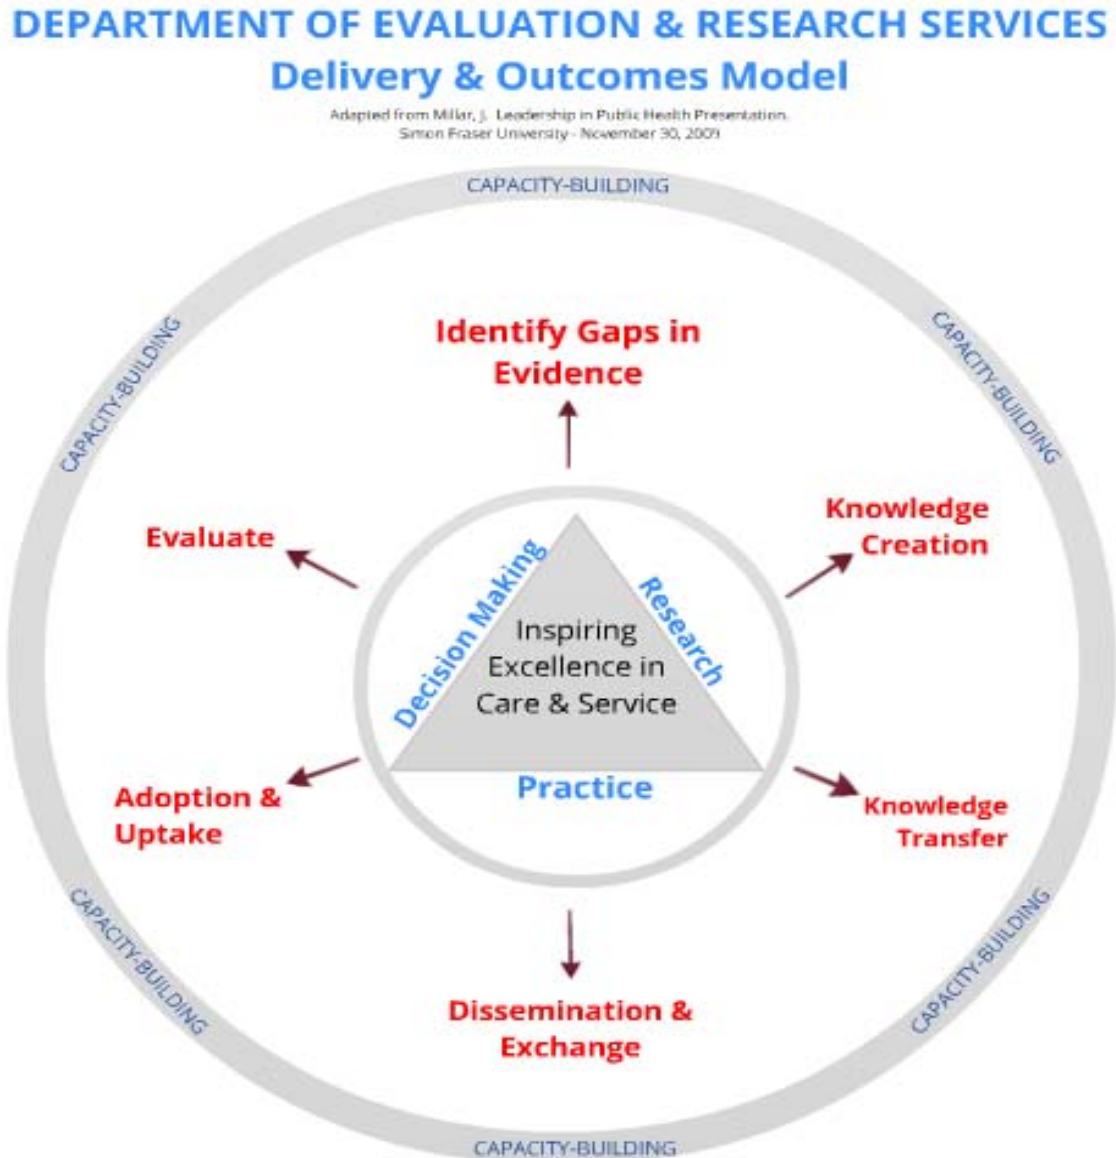 DEPARTMENT OF EVALUATION & RESEARCH SERVICES
Delivery & Outcomes Model
Adapted from Millar, J. Leadership in Public Health Presentation.
Simon Fraser University - November 30, 2009
CAPACITY-BUILDING
CAPACITY-BUILDING
CAPACITY-BUILDING
Identify Gaps in
Evidence
Evaluate
Knowledge
Creation
Decision Making
Research
Inspiring
Excellence in
Care & Service
Practice
Adoption &
Uptake
Knowledge
Transfer
CAPACITY-BUILDING
CAPACITY-BUILDING
Dissemination &
Exchange
CAPACITY-BUILDING